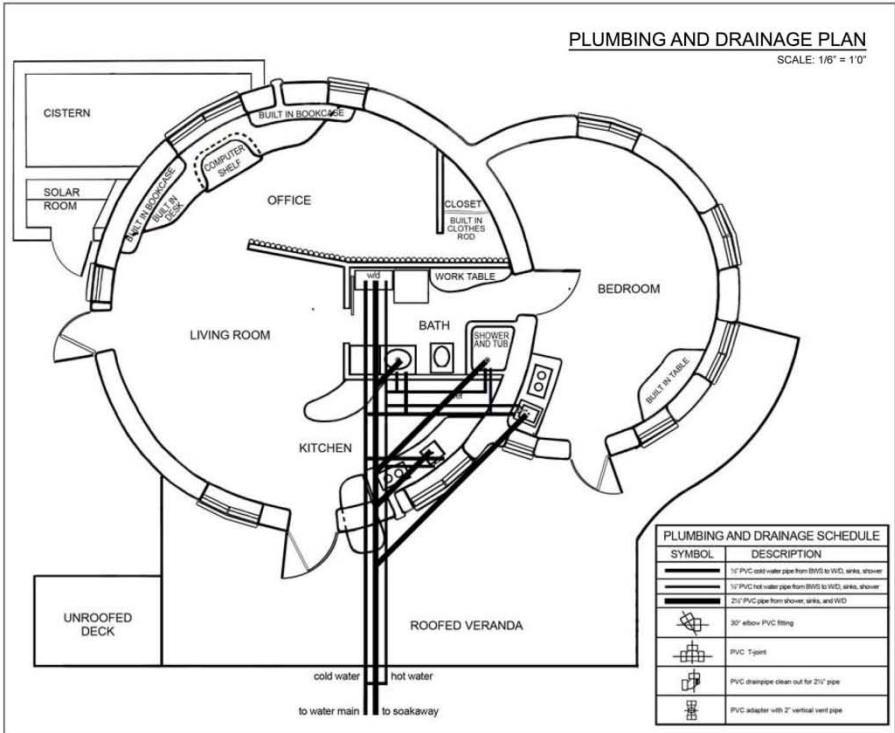 PLUMBING AND DRAINAGE PLAN
SCALE: 1/6" = 1'0"
CISTERN
BUILT IN BOOKCASE
COMPUTER
SHELF
SOLAR
ROOM
BUILT IN BOOKCASE
BUILT IN
DESK
OFFICE
CLOSET
BUILT IN
CLOTHES
ROD
w/d
WORK TABLE
BEDROOM
LIVING ROOM
BATH
SHOWER
AND TUB
BUILT IN TABLE
KITCHEN
UNROOFED
DECK
ROOFED VERANDA
cold water
hot water
to water main
to soakaway
PLUMBING AND DRAINAGE SCHEDULE
SYMBOL DESCRIPTION
½" PVC cold water pipe from BWS to W/D, sinks, shower
½" PVC hot water pipe from BWS to W/D, sinks, shower
2½" PVC pipe from shower, sinks, and W/D
30° elbow PVC fitting
PVC T-joint
PVC drainpipe clean out for 2½" pipe
PVC adapter with 2" vertical vent pipe